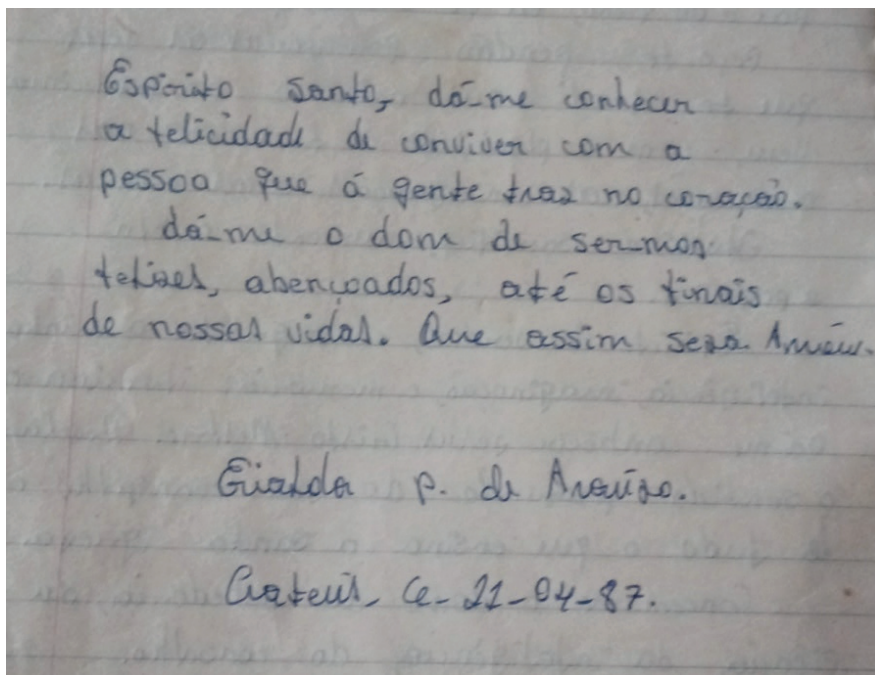 Espírito Santo, dá-me conhecer
a felicidade de conviver com a
pessoa que á gente traz no coração.
dá-me o dom de sermos
felizes, abençoados, até os finais
de nossas vidas. Que assim seja Amém.
P. de Araújo.
Crateús, Ce- 21-04-87.